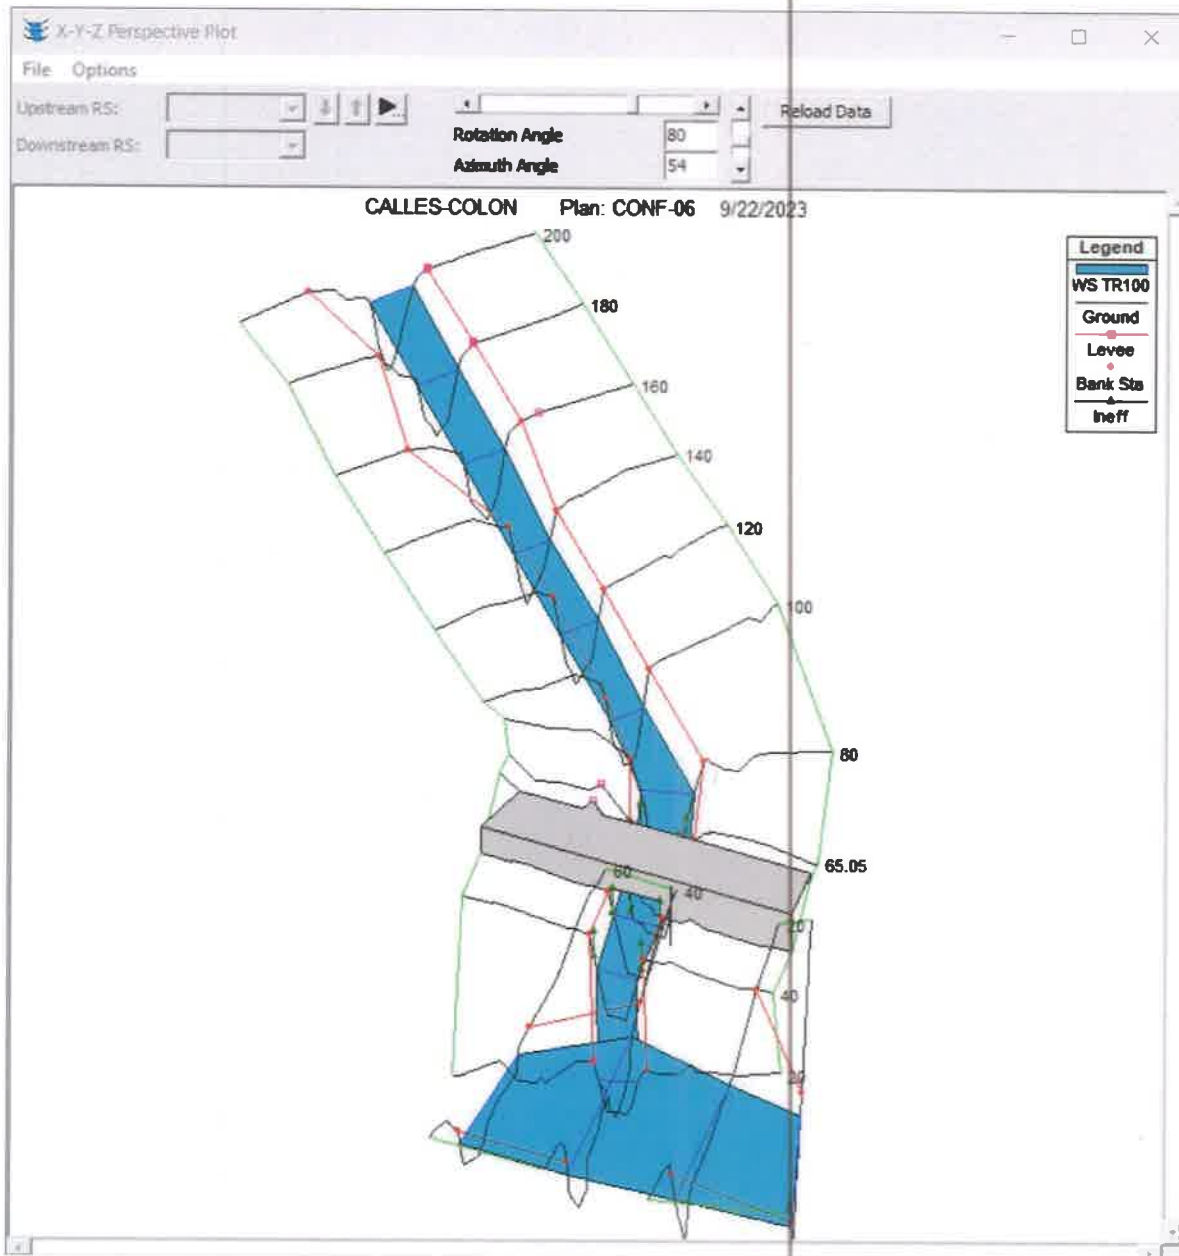 X-Y-Z Perspective Plot
File Options
Upstream RS:
Reload Data
Rotation Angle 80
Downstream RS:
Azimuth Angle 54
CALLES-COLON Plan: CONF-06 9/22/2023
Legend
WS TR100
Ground
Levee
Bank Sta
Ineff
200
180
160
140
120
100
80
65.05
60
40
20
40